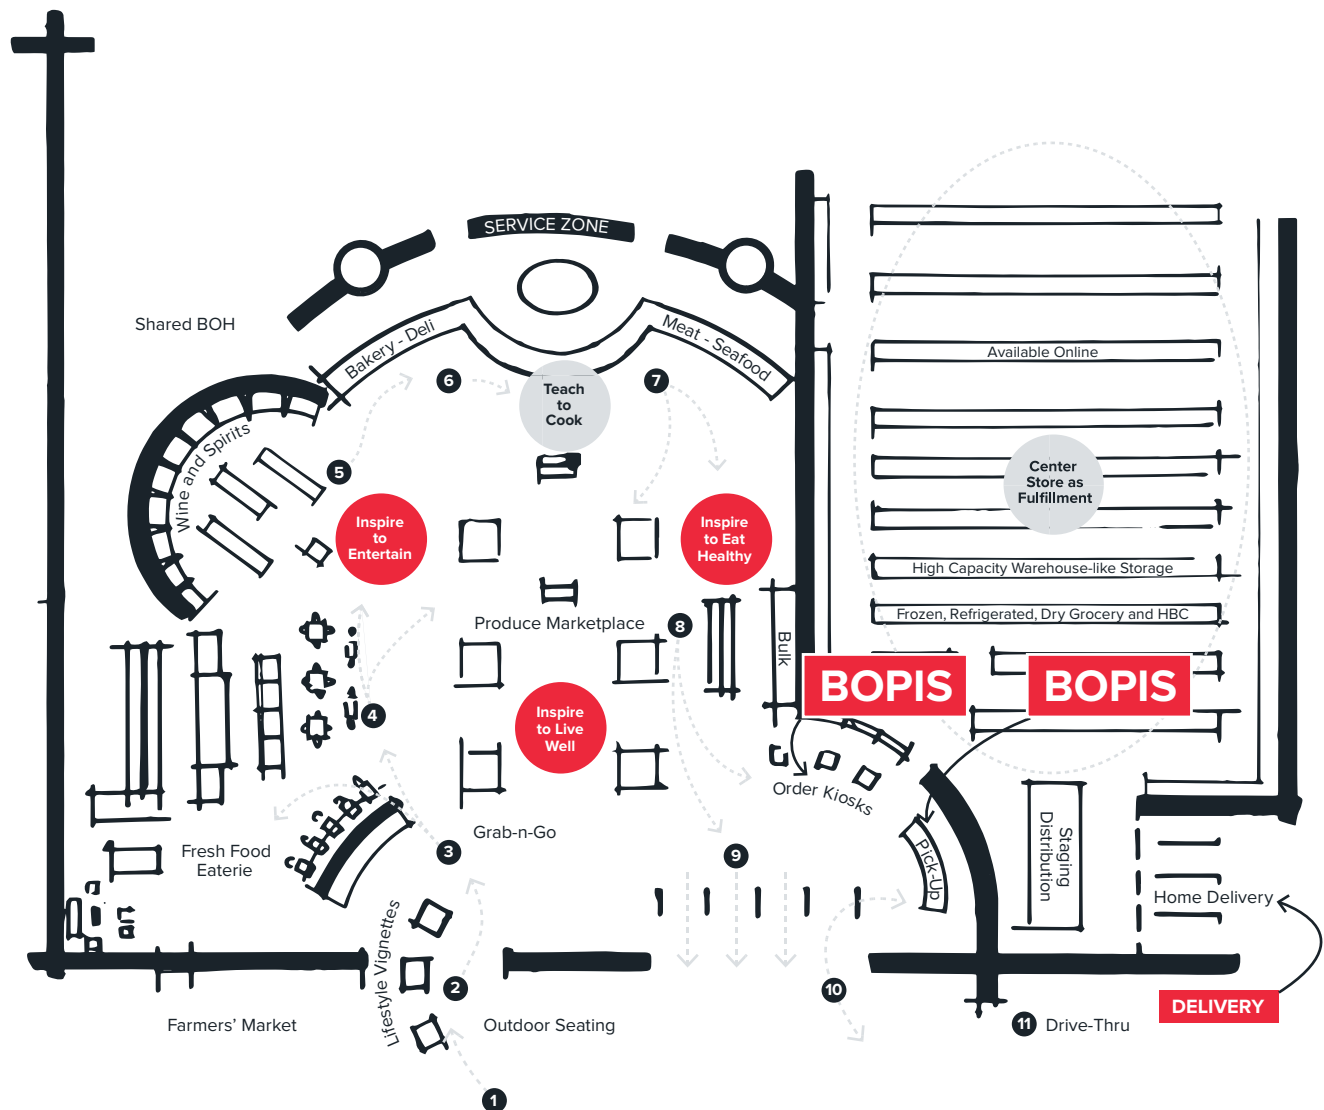 SERVICE ZONE
Shared BOH
Bakery - Deli
Meat - Seafood
Available Online
6
7
Teach
to
Cook
Wine and Spirits
5
Center
Store as
Fulfillment
Inspire
to
Entertain
Inspire
to Eat
Healthy
High Capacity Warehouse-like Storage
Frozen, Refrigerated, Dry Grocery and HBC
Produce Marketplace
8
Bulk
BOPIS
BOPIS
4
Inspire
to Live
Well
Order Kiosks
Grab-n-Go
3
Fresh Food
Eaterie
9
Pick-Up
Staging
Distribution
Home Delivery
Lifestyle Vignettes
2
10
DELIVERY
Farmers’ Market
Outdoor Seating
11
Drive-Thru
1